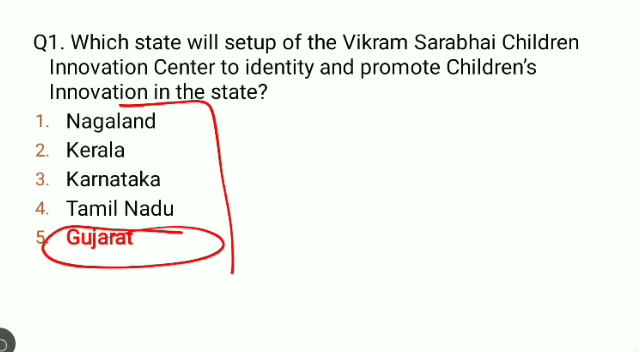 Q1. Which state will setup of the Vikram Sarabhai Children
Innovation Center to identity and promote Children's
Innovation in the state?
1. Nagaland
2. Kerala
3. Karnataka
4. Tamil Nadu
5. Gujarat